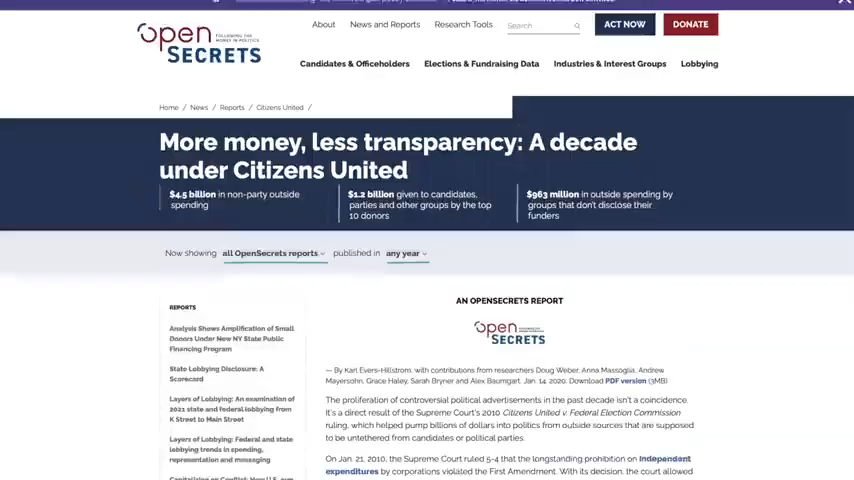 About
News and Reports
Research Tools
Search
ACT NOW
DONATE
Open
FOLLOWING THE
MONEY IN POLITICS
SECRETS
Candidates & Officeholders
Elections & Fundraising Data
Industries & Interest Groups
Lobbying
Home / News / Reports / Citizens United /
More money, less transparency: A decade
under Citizens United
$4.5 billion in non-party outside
spending
$1.2 billion given to candidates,
parties and other groups by the top
10 donors
$963 million in outside spending by
groups that don't disclose their
funders
Now showing all OpenSecrets reports published in any year
REPORTS
Analysis Shows Amplification of Small
Donors Under New NY State Public
Financing Program
State Lobbying Disclosure: A
Scorecard
Layers of Lobbying: An examination of
2021 state and federal lobbying from
K Street to Main Street
Layers of Lobbying: Federal and state
lobbying trends in spending,
representation and messaging
AN OPENSECRETS REPORT
Open
SECRETS
— By Karl Evers-Hillstrom, with contributions from researchers Doug Weber, Anna Massoglia, Andrew
Mayersohn, Grace Haley, Sarah Bryner and Alex Baumgart. Jan. 14, 2020. Download PDF version (3MB)
The proliferation of controversial political advertisements in the past decade isn't a coincidence.
It's a direct result of the Supreme Court's 2010 Citizens United v. Federal Election Commission
ruling, which helped pump billions of dollars into politics from outside sources that are supposed
to be untethered from candidates or political parties.
On Jan. 21, 2010, the Supreme Court ruled 5-4 that the longstanding prohibition on independent
expenditures by corporations violated the First Amendment. With its decision, the court allowed